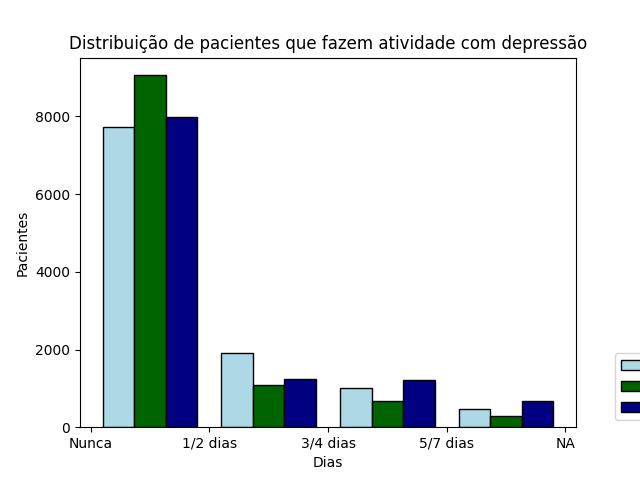 Distribuição de pacientes que fazem atividade com depressão
8000
6000
4000
2000
0
Pacientes
Nunca
1/2 dias
3/4 dias
5/7 dias
NA
Dias